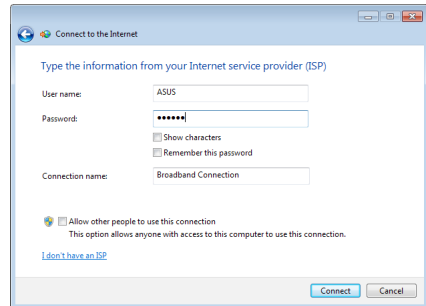 Connect to the Internet
Type the information from your Internet service provider (ISP)
User name: ASUS
Password: ••••••
Show characters
Remember this password
Connection name: Broadband Connection
Allow other people to use this connection
This option allows anyone with access to this computer to use this connection.
I don't have an ISP
Connect Cancel